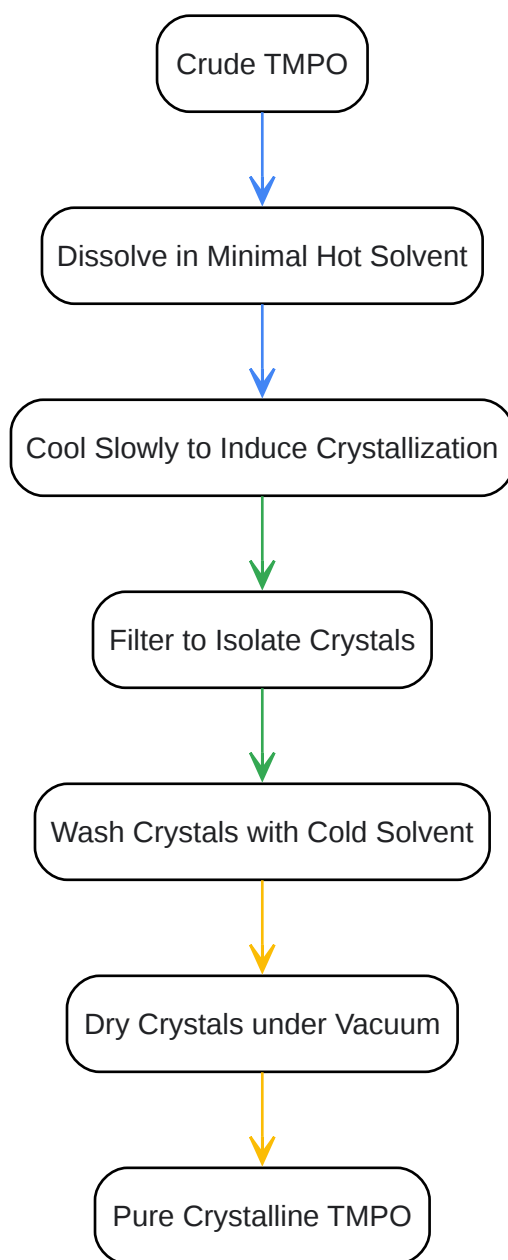 Crude TMPO
Dissolve in Minimal Hot Solvent
Cool Slowly to Induce Crystallization
Filter to Isolate Crystals
Wash Crystals with Cold Solvent
Dry Crystals under Vacuum
Pure Crystalline TMPO